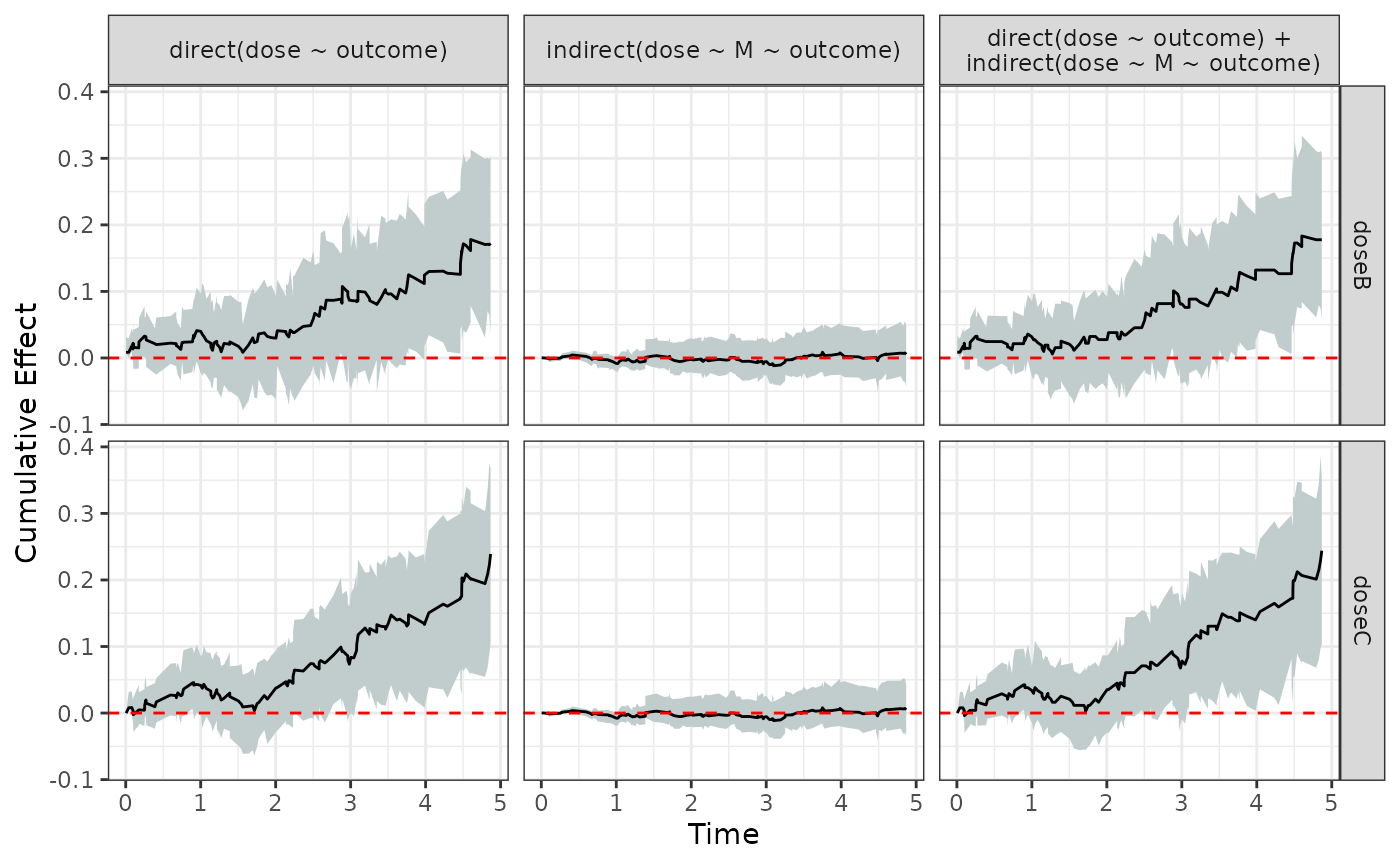 direct(dose ~ outcome)
indirect(dose ~ M ~ outcome)
direct(dose ~ outcome) +
indirect(dose ~ M ~ outcome)
Cumulative Effect
0.4
0.3
0.2
0.1
0.0
-0.1
doseB
0.4
0.3
0.2
0.1
0.0
-0.1
doseC
0 1 2 3 4 5
0 1 2 3 4 5
0 1 2 3 4 5
Time